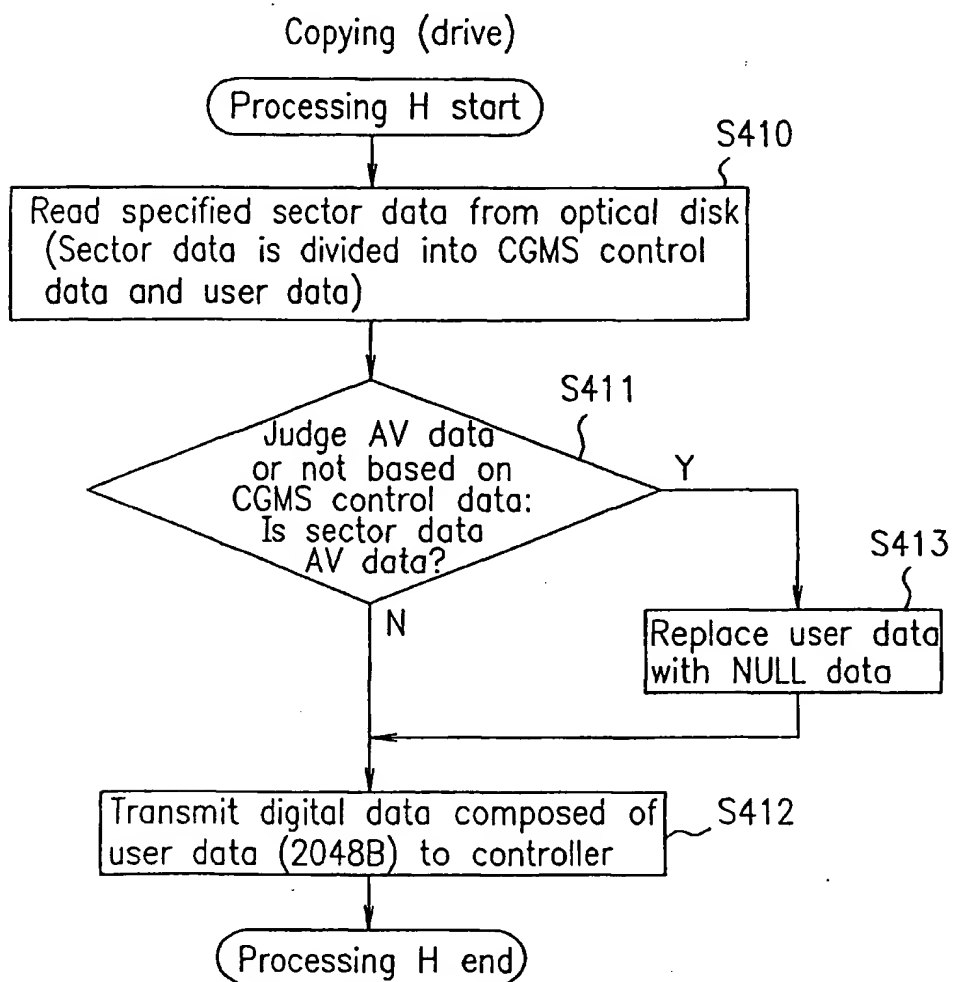 Copying (drive)
Processing H start
S410
Read specified sector data from optical disk
(Sector data is divided into CGMS control
data and user data)
S411
Judge AV data
or not based on
CGMS control data:
Is sector data
AV data?
Y
N
S413
Replace user data
with NULL data
Transmit digital data composed of
user data (2048B) to controller
S412
Processing H end